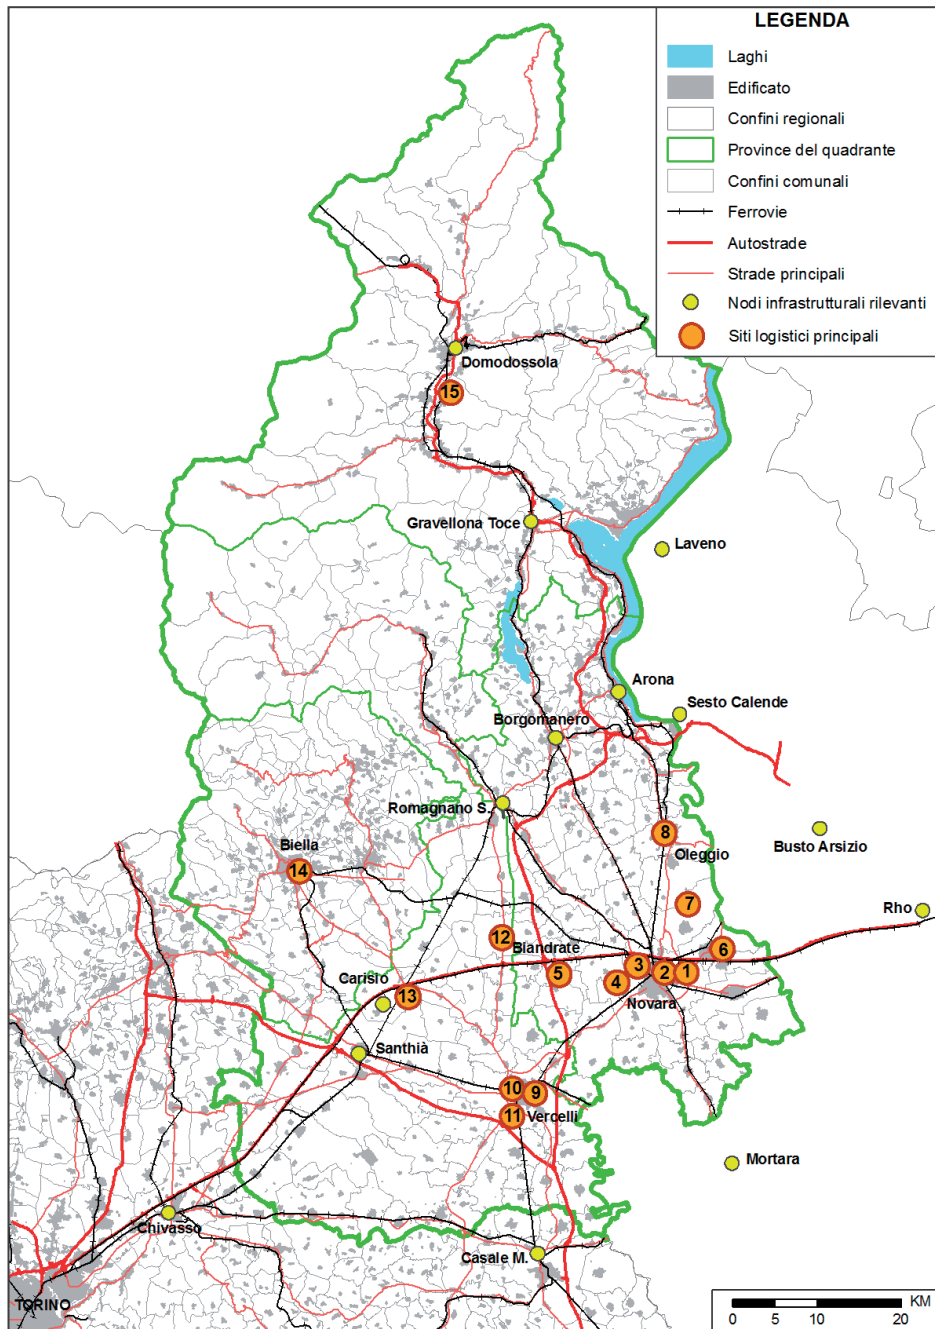 LEGENDA
Laghi
Edificato
Confini regionali
Province del quadrante
Confini comunali
Ferrovie
Autostrade
Strade principali
Nodi infrastrutturali rilevanti
Siti logistici principali
Domodossola
15
Gravellona Toce
Laveno
Arona
Sesto Calende
Borgomanero
Romagnano S.
8
Oleggio
Busto Arsizio
Biella
14
7
Rho
12
Biandrate
6
3
5
4
2
1
Novara
Carisio
13
Santhià
10
9
11
Vercelli
Mortara
Chivasso
Casale M.
TORINO
KM
0
5
10
20